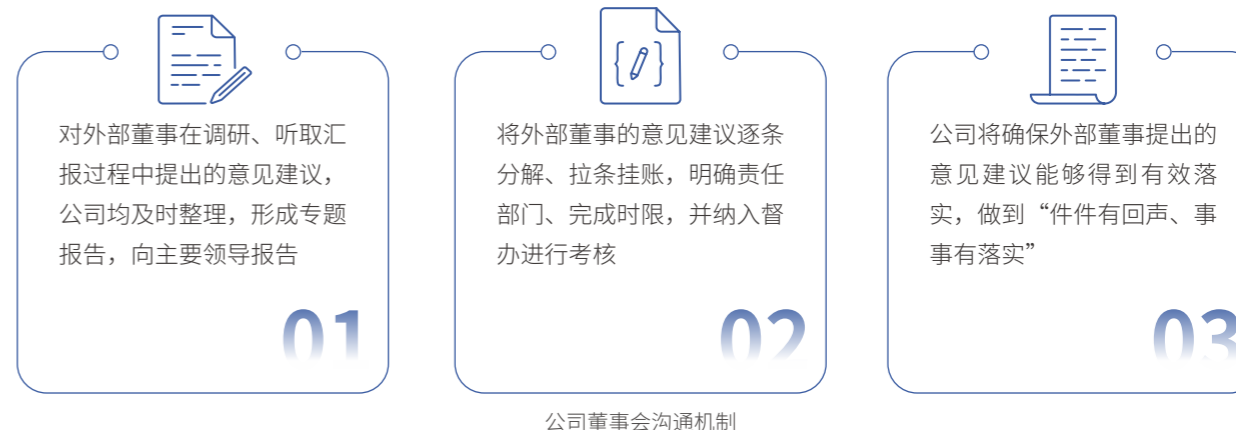 对外部董事在调研、听取汇
报过程中提出的意见建议，
公司均及时整理，形成专题
报告，向主要领导报告
01
将外部董事的意见建议逐条
分解、拉条挂账，明确责任
部门、完成时限，并纳入督
办进行考核
02
公司将确保外部董事提出的
意见建议能够得到有效落
实，做到“件件有回声、事
事有落实”
03
公司董事会沟通机制